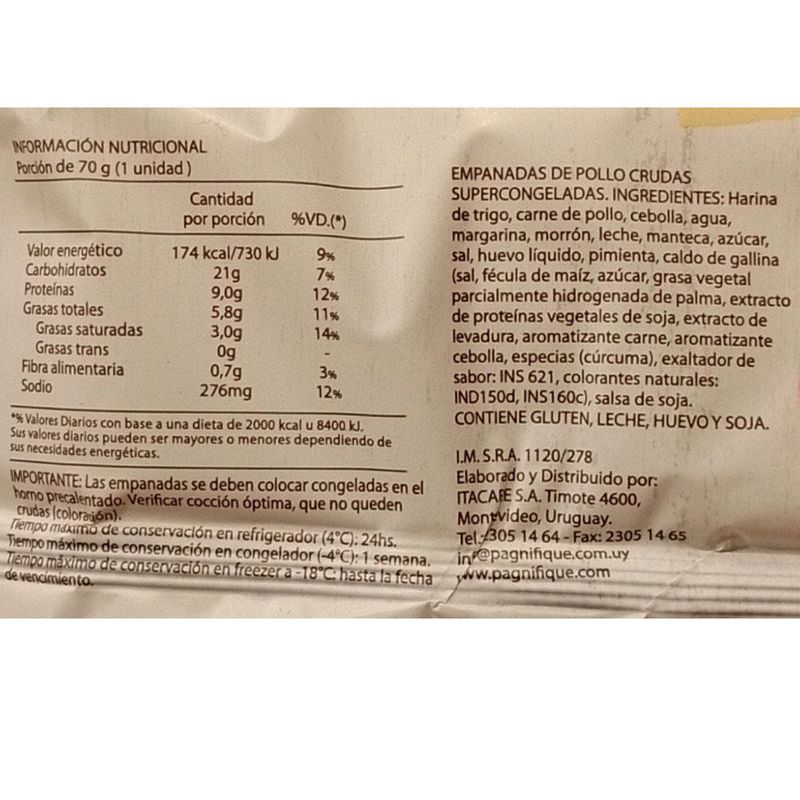 INFORMACIÓN NUTRICIONAL
Porción de 70 g (1 unidad)
Cantidad
por porción %VD.(*)
Valor energético 174 kcal/730 kJ 9%
Carbohidratos 21g 7%
Proteínas 9,0g 12%
Grasas totales 5,8g 11%
Grasas saturadas 3,0g 14%
Grasas trans 0g -
Fibra alimentaria 0,7g 3%
Sodio 276mg 12%
*% Valores Diarios con base a una dieta de 2000 kcal u 8400 kJ.
Sus valores diarios pueden ser mayores o menores dependiendo de
sus necesidades energéticas.
IMPORTANTE: Las empanadas se deben colocar congeladas en el
horno precalentado. Verificar cocción óptima, que no queden
crudas (coloración).
Tiempo máximo de conservación en refrigerador (4°C): 24hs.
Tiempo máximo de conservación en congelador (-4°C): 1 semana.
Tiempo máximo de conservación en freezer a -18°C: hasta la fecha
de vencimiento.
EMPANADAS DE POLLO CRUDAS
SUPERCONGELADAS. INGREDIENTES: Harina
de trigo, carne de pollo, cebolla, agua,
margarina, morrón, leche, manteca, azúcar,
sal, huevo líquido, pimienta, caldo de gallina
(sal, fécula de maíz, azúcar, grasa vegetal
parcialmente hidrogenada de palma, extracto
de proteínas vegetales de soja, extracto de
levadura, aromatizante carne, aromatizante
cebolla, especias (cúrcuma), exaltador de
sabor: INS 621, colorantes naturales:
IND150d, INS160c), salsa de soja.
CONTIENE GLUTEN, LECHE, HUEVO Y SOJA.
I.M. S.R.A. 1120/278
Elaborado y Distribuido por:
ITACARE S.A. Timote 4600,
Montvideo, Uruguay.
Tel.: 2305 14 64 - Fax: 2305 14 65
info@pagnifique.com.uy
www.pagnifique.com